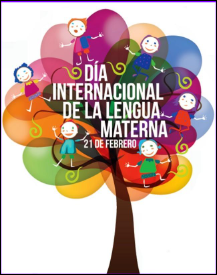 DÍA
INTERNACIONAL
DE LA LENGUA
MATERNA
21 DE FEBRERO